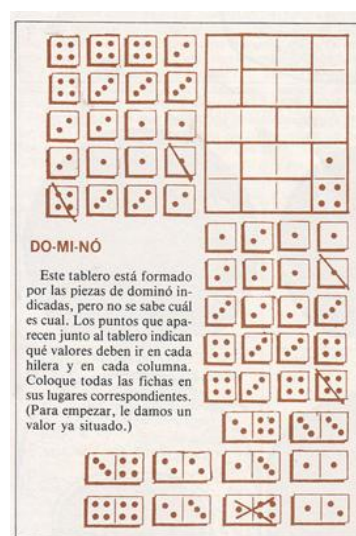 DO-MI-NÓ
Este tablero está formado
por las piezas de dominó in-
dicadas, pero no se sabe cuál
es cual. Los puntos que apa-
recen junto al tablero indican
qué valores deben ir en cada
hilera y en cada columna.
Coloque todas las fichas en
sus lugares correspondientes.
(Para empezar, le damos un
valor ya situado.)